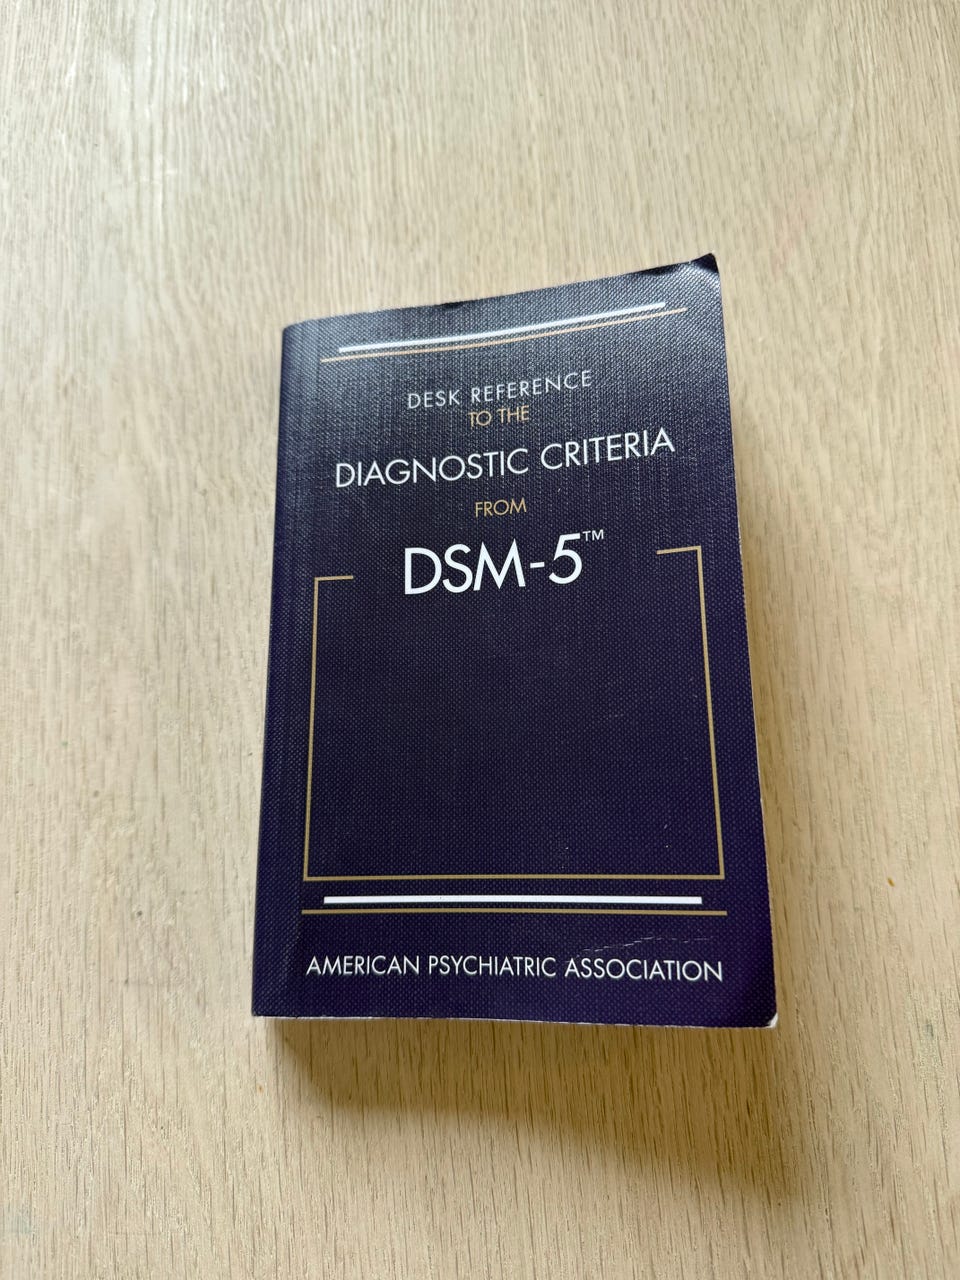 DESK REFERENCE
TO THE
DIAGNOSTIC CRITERIA
FROM
DSM-5™
AMERICAN PSYCHIATRIC ASSOCIATION